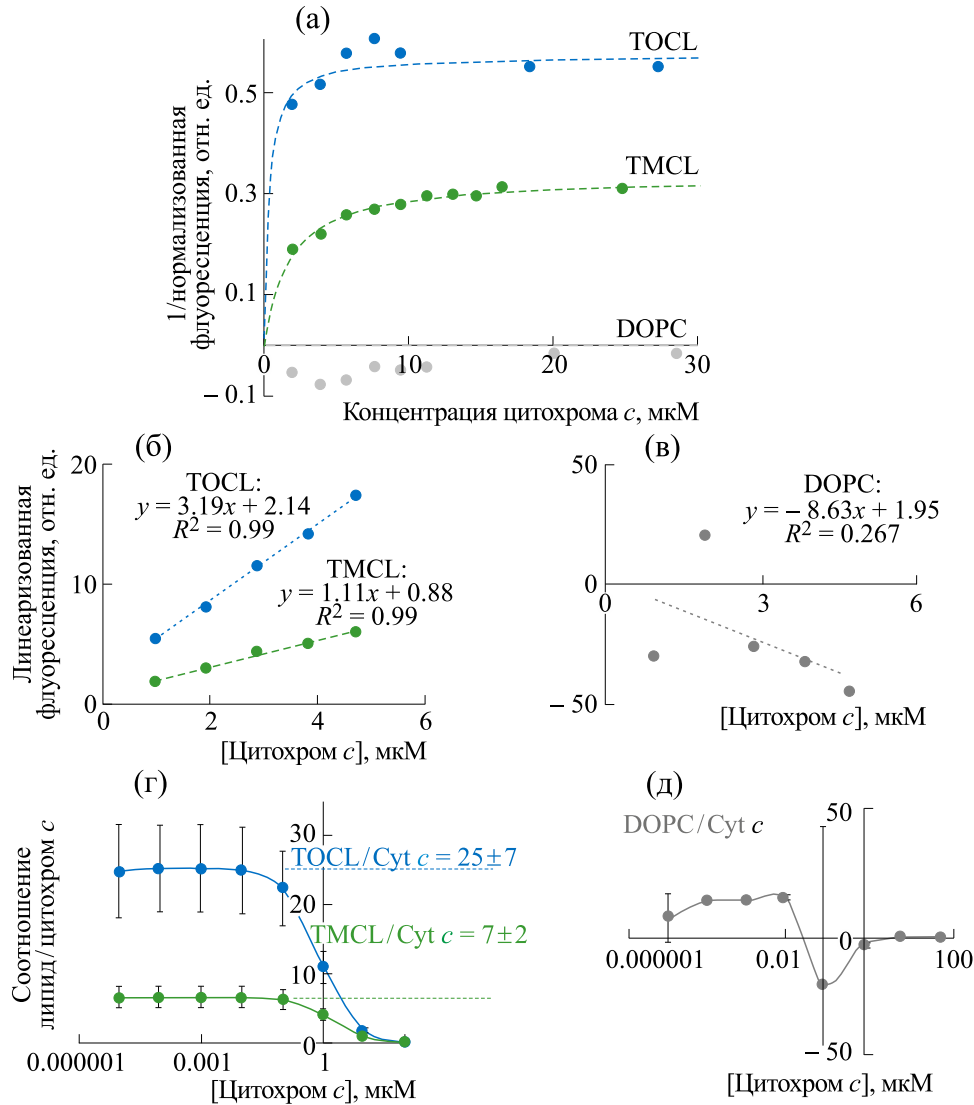 (а)
1/нормализованная
флуоресценция, отн. ед.
0.5
0.3
0.1
−0.1
TOCL
TMCL
DOPC
0
10
20
30
Концентрация цитохрома c, мкМ
(б)
Линеаризованная
флуоресценция, отн. ед.
20
10
0
TOCL:
y = 3.19x + 2.14
R² = 0.99
TMCL:
y = 1.11x + 0.88
R² = 0.99
0
2
4
6
[Цитохром c], мкМ
(в)
50
0
−50
DOPC:
y = −8.63x + 1.95
R² = 0.267
0
3
6
[Цитохром c], мкМ
(г)
Соотношение
липид/цитохром c
30
TOCL/Cyt c = 25±7
20
TMCL/Cyt c = 7±2
10
0
0.000001
0.001
1
[Цитохром c], мкМ
(д)
DOPC/Cyt c
50
0
−50
0.000001
0.01
100
[Цитохром c], мкМ